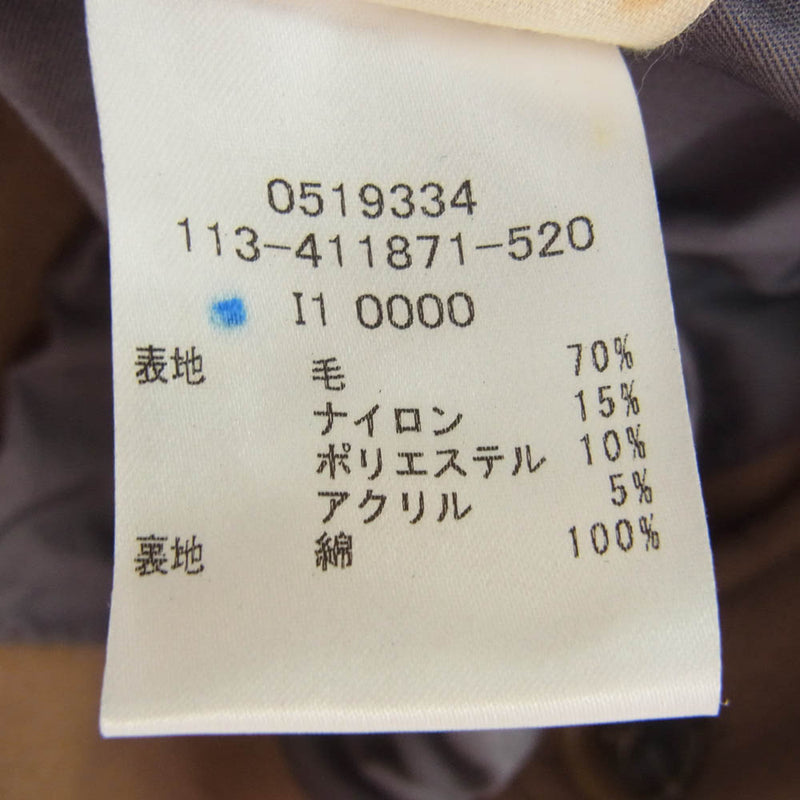 0519334
113-411871-520
I1 0000
表地 毛 70%
ナイロン 15%
ポリエステル 10%
アクリル 5%
裏地 綿 100%